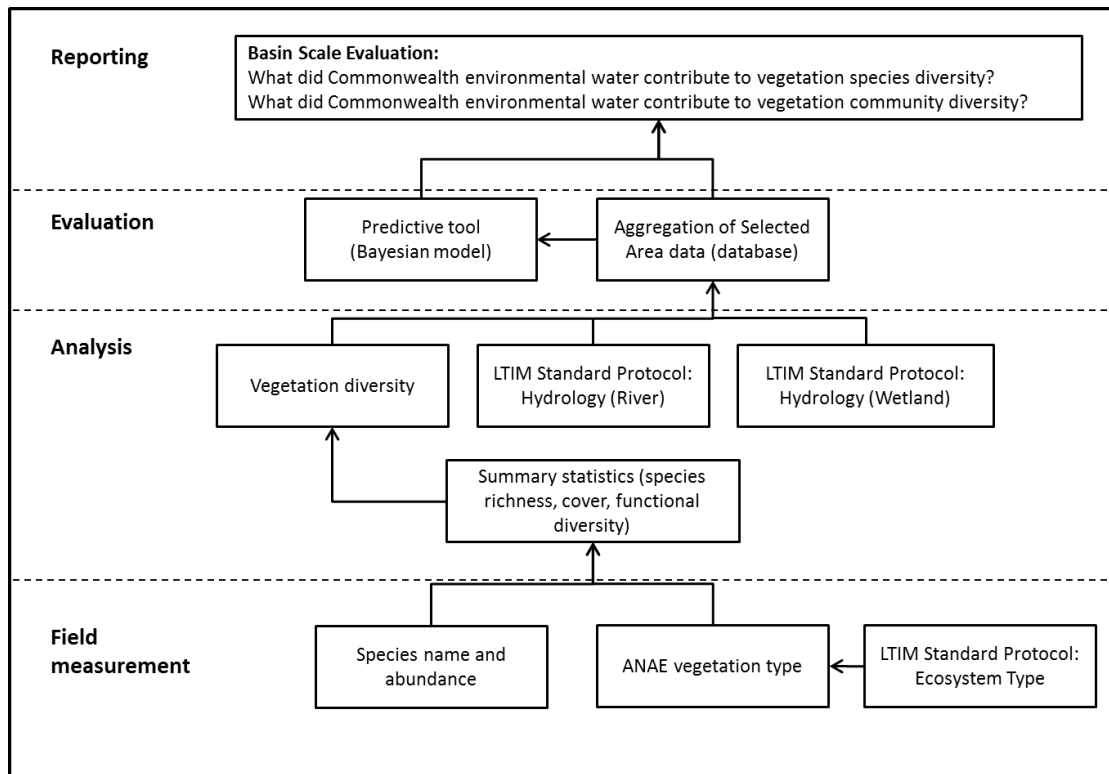 Reporting
Basin Scale Evaluation:
What did Commonwealth environmental water contribute to vegetation species diversity?
What did Commonwealth environmental water contribute to vegetation community diversity?
Evaluation
Predictive tool
(Bayesian model)
Aggregation of Selected
Area data (database)
Analysis
Vegetation diversity
LTIM Standard Protocol:
Hydrology (River)
LTIM Standard Protocol:
Hydrology (Wetland)
Summary statistics (species
richness, cover, functional
diversity)
Field
measurement
Species name and
abundance
ANAE vegetation type
LTIM Standard Protocol:
Ecosystem Type